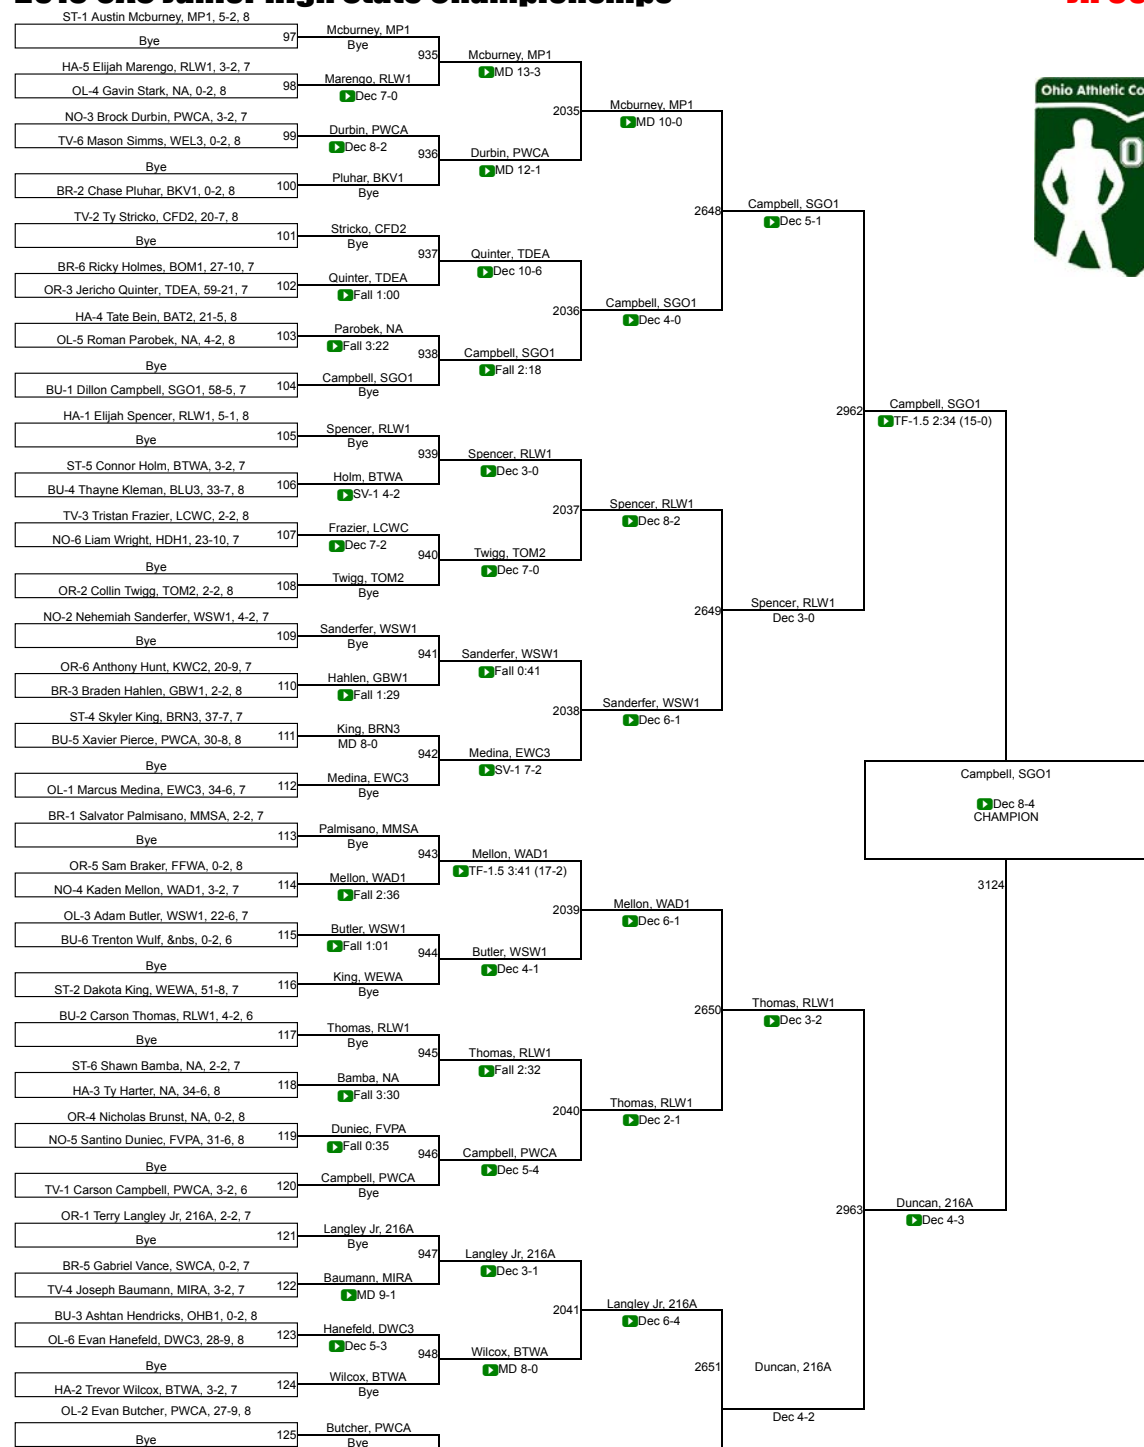 2018 OAC Junior High State Championships
ST-1 Austin Mcburney, MP1, 5-2, 8
Bye
97
HA-5 Elijah Marengo, RLW1, 3-2, 7
OL-4 Gavin Stark, NA, 0-2, 8
98
NO-3 Brock Durbin, PWCA, 3-2, 7
TV-6 Mason Simms, WEL3, 0-2, 8
99
Bye
BR-2 Chase Pluhar, BKV1, 0-2, 8
100
TV-2 Ty Stricko, CFD2, 20-7, 8
Bye
101
BR-6 Ricky Holmes, BOM1, 27-10, 7
OR-3 Jericho Quinter, TDEA, 59-21, 7
102
HA-4 Tate Bein, BAT2, 21-5, 8
OL-5 Roman Parobek, NA, 4-2, 8
103
Bye
BU-1 Dillon Campbell, SGO1, 58-5, 7
104
HA-1 Elijah Spencer, RLW1, 5-1, 8
Bye
105
ST-5 Connor Holm, BTWA, 3-2, 7
BU-4 Thayne Kleman, BLU3, 33-7, 8
106
TV-3 Tristan Frazier, LCWC, 2-2, 8
NO-6 Liam Wright, HDH1, 23-10, 7
107
Bye
OR-2 Collin Twigg, TOM2, 2-2, 8
108
NO-2 Nehemiah Sanderfer, WSW1, 4-2, 7
Bye
109
OR-6 Anthony Hunt, KWC2, 20-9, 7
BR-3 Braden Hahlen, GBW1, 2-2, 8
110
ST-4 Skyler King, BRN3, 37-7, 7
BU-5 Xavier Pierce, PWCA, 30-8, 8
111
Bye
OL-1 Marcus Medina, EWC3, 34-6, 7
112
BR-1 Salvator Palmisano, MMSA, 2-2, 7
Bye
113
OR-5 Sam Braker, FFWA, 0-2, 8
NO-4 Kaden Mellon, WAD1, 3-2, 7
114
OL-3 Adam Butler, WSW1, 22-6, 7
BU-6 Trenton Wulf, &nbs, 0-2, 6
115
Bye
ST-2 Dakota King, WEWA, 51-8, 7
116
BU-2 Carson Thomas, RLW1, 4-2, 6
Bye
117
ST-6 Shawn Bamba, NA, 2-2, 7
HA-3 Ty Harter, NA, 34-6, 8
118
OR-4 Nicholas Brunst, NA, 0-2, 8
NO-5 Santino Duniec, FVPA, 31-6, 8
119
Bye
TV-1 Carson Campbell, PWCA, 3-2, 6
120
OR-1 Terry Langley Jr, 216A, 2-2, 7
Bye
121
BR-5 Gabriel Vance, SWCA, 0-2, 7
TV-4 Joseph Baumann, MIRA, 3-2, 7
122
BU-3 Ashtan Hendricks, OHB1, 0-2, 8
OL-6 Evan Hanefeld, DWC3, 28-9, 8
123
Bye
HA-2 Trevor Wilcox, BTWA, 3-2, 7
124
OL-2 Evan Butcher, PWCA, 27-9, 8
Bye
125
Mcburney, MP1
Bye
935
Marengo, RLW1
Dec 7-0
Durbin, PWCA
Dec 8-2
936
Pluhar, BKV1
Bye
Stricko, CFD2
Bye
937
Quinter, TDEA
Fall 1:00
Parobek, NA
Fall 3:22
938
Campbell, SGO1
Bye
Spencer, RLW1
Bye
939
Holm, BTWA
SV-1 4-2
Frazier, LCWC
Dec 7-2
940
Twigg, TOM2
Bye
Sanderfer, WSW1
Bye
941
Hahlen, GBW1
Fall 1:29
King, BRN3
MD 8-0
942
Medina, EWC3
Bye
Palmisano, MMSA
Bye
943
Mellon, WAD1
Fall 2:36
Butler, WSW1
Fall 1:01
944
King, WEWA
Bye
Thomas, RLW1
Bye
945
Bamba, NA
Fall 3:30
Duniec, FVPA
Fall 0:35
946
Campbell, PWCA
Bye
Langley Jr, 216A
Bye
947
Baumann, MIRA
MD 9-1
Hanefeld, DWC3
Dec 5-3
948
Wilcox, BTWA
Bye
Butcher, PWCA
Bye
Mcburney, MP1
MD 13-3
2035
Durbin, PWCA
MD 12-1
Quinter, TDEA
Dec 10-6
2036
Campbell, SGO1
Fall 2:18
Spencer, RLW1
Dec 3-0
2037
Twigg, TOM2
Dec 7-0
Sanderfer, WSW1
Fall 0:41
2038
Medina, EWC3
SV-1 7-2
Mellon, WAD1
TF-1.5 3:41 (17-2)
2039
Butler, WSW1
Dec 4-1
Thomas, RLW1
Fall 2:32
2040
Campbell, PWCA
Dec 5-4
Langley Jr, 216A
Dec 3-1
2041
Wilcox, BTWA
MD 8-0
Mcburney, MP1
MD 10-0
2648
Campbell, SGO1
Dec 4-0
Spencer, RLW1
Dec 8-2
2649
Sanderfer, WSW1
Dec 6-1
Mellon, WAD1
Dec 6-1
2650
Thomas, RLW1
Dec 2-1
Langley Jr, 216A
Dec 6-4
2651
Campbell, SGO1
Dec 5-1
2962
Spencer, RLW1
Dec 3-0
Thomas, RLW1
Dec 3-2
2963
Duncan, 216A
Dec 4-2
Campbell, SGO1
TF-1.5 2:34 (15-0)
Duncan, 216A
Dec 4-3
Campbell, SGO1
Dec 8-4
CHAMPION
3124
Ohio Athletic Co
O